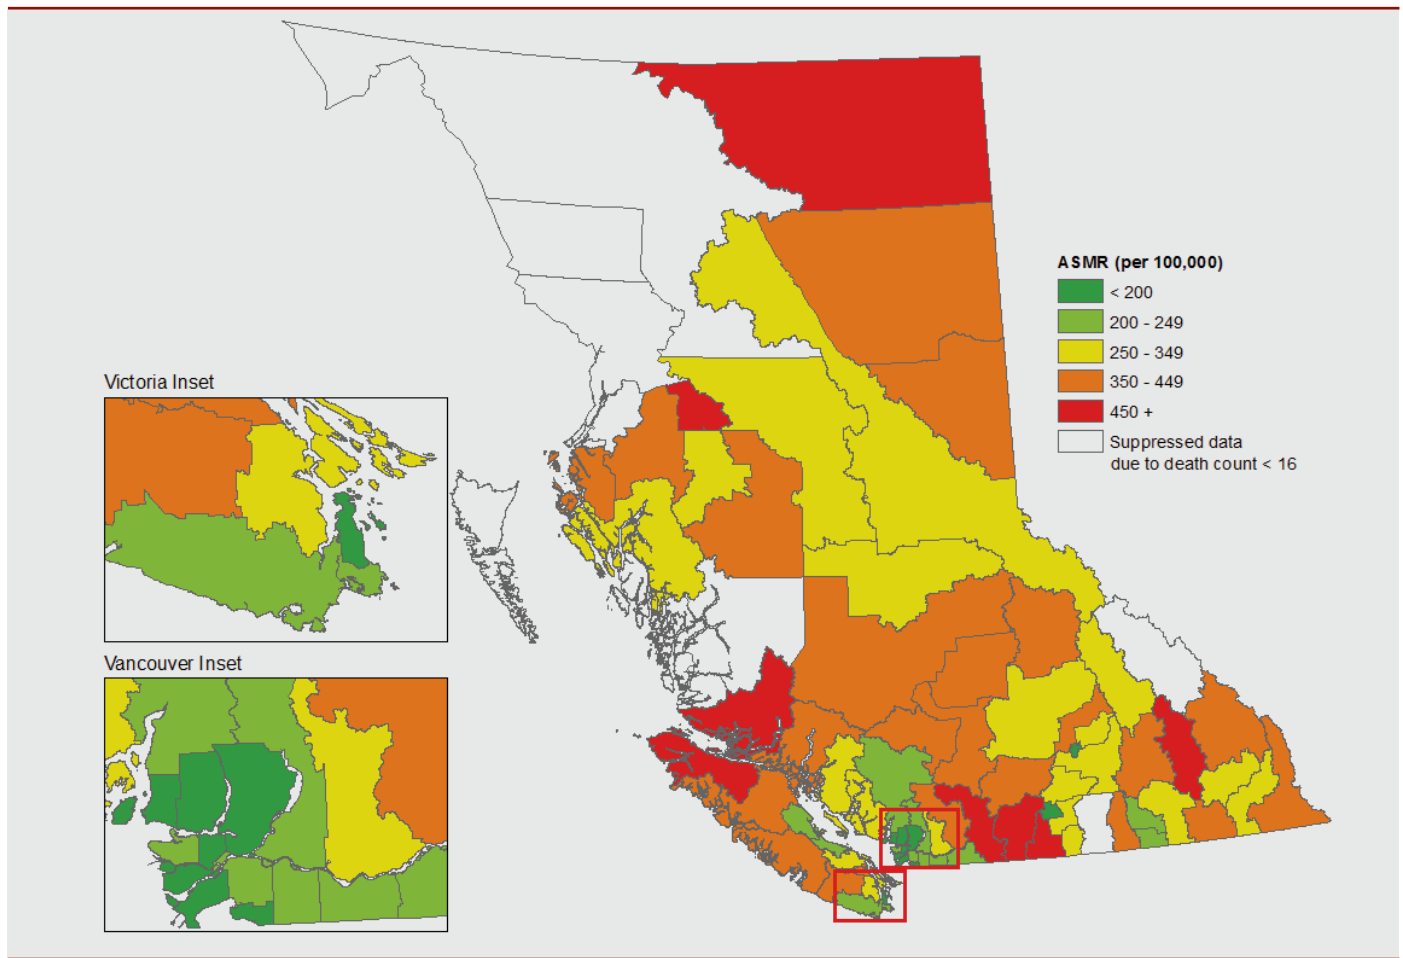 ASMR (per 100,000)
< 200
200 - 249
250 - 349
350 - 449
450 +
Suppressed data
due to death count < 16
Victoria Inset
Vancouver Inset